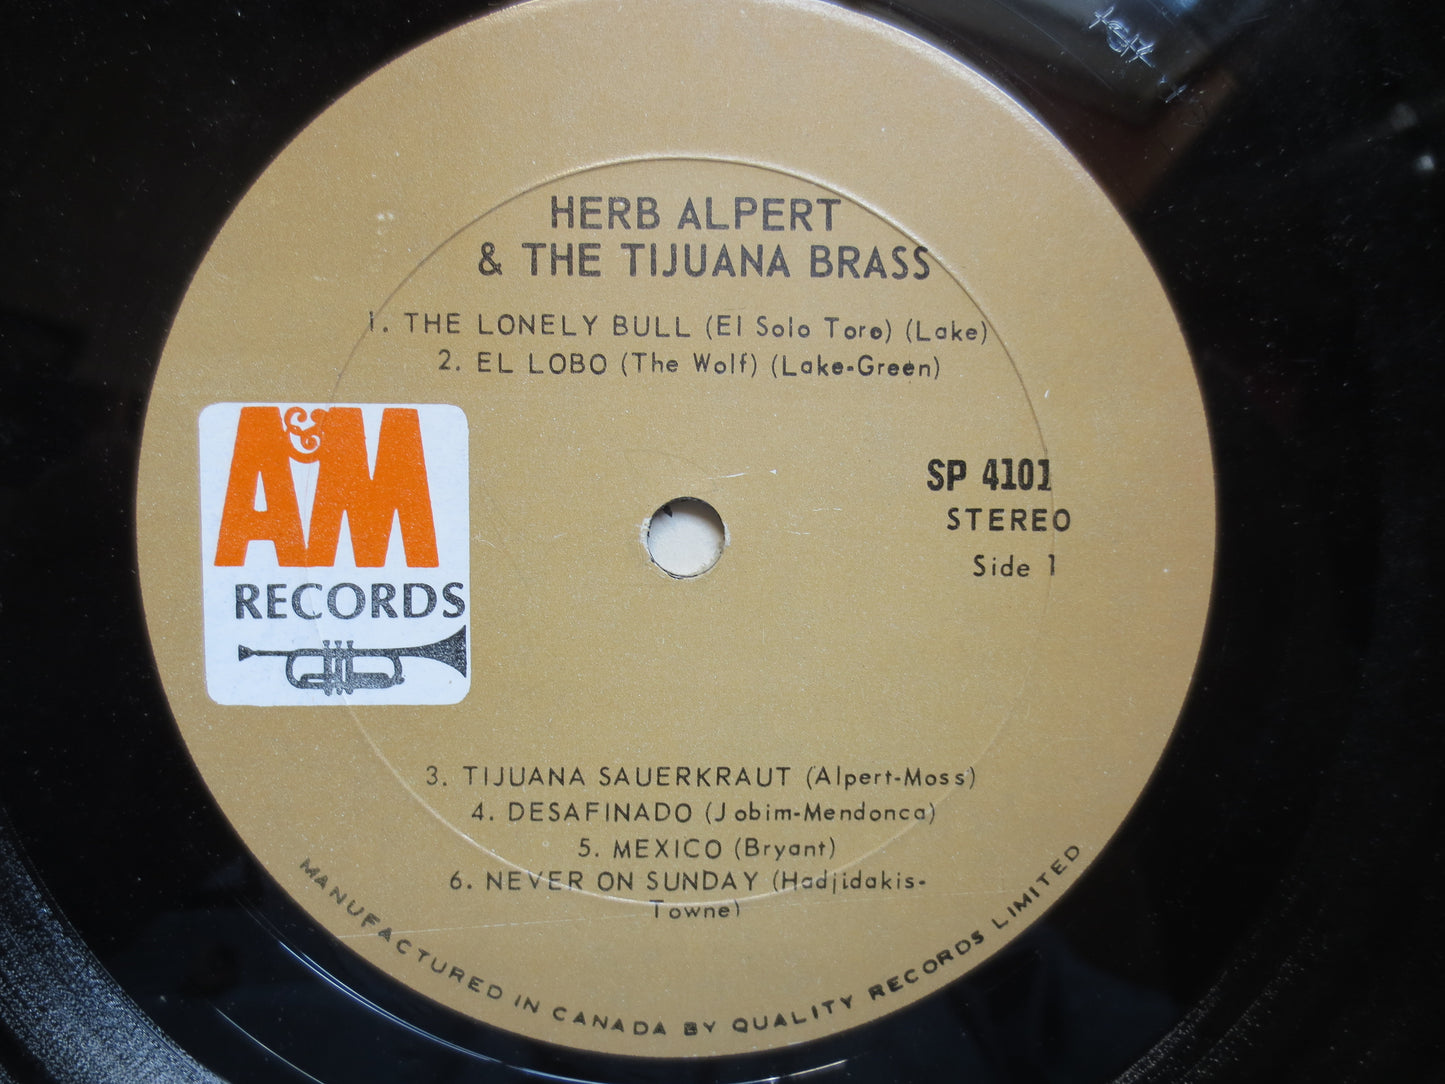 HERB ALPERT
& THE TIJUANA BRASS
1. THE LONELY BULL (El Solo Toro) (Lake)
2. EL LOBO (The Wolf) (Lake-Green)
A&M
RECORDS
SP 4101
STEREO
Side 1
3. TIJUANA SAUERKRAUT (Alpert-Moss)
4. DESAFINADO (Jobim-Mendonca)
5. MEXICO (Bryant)
6. NEVER ON SUNDAY (Hadjidakis-
Towne)
MANUFACTURED IN CANADA BY QUALITY RECORDS LIMITED